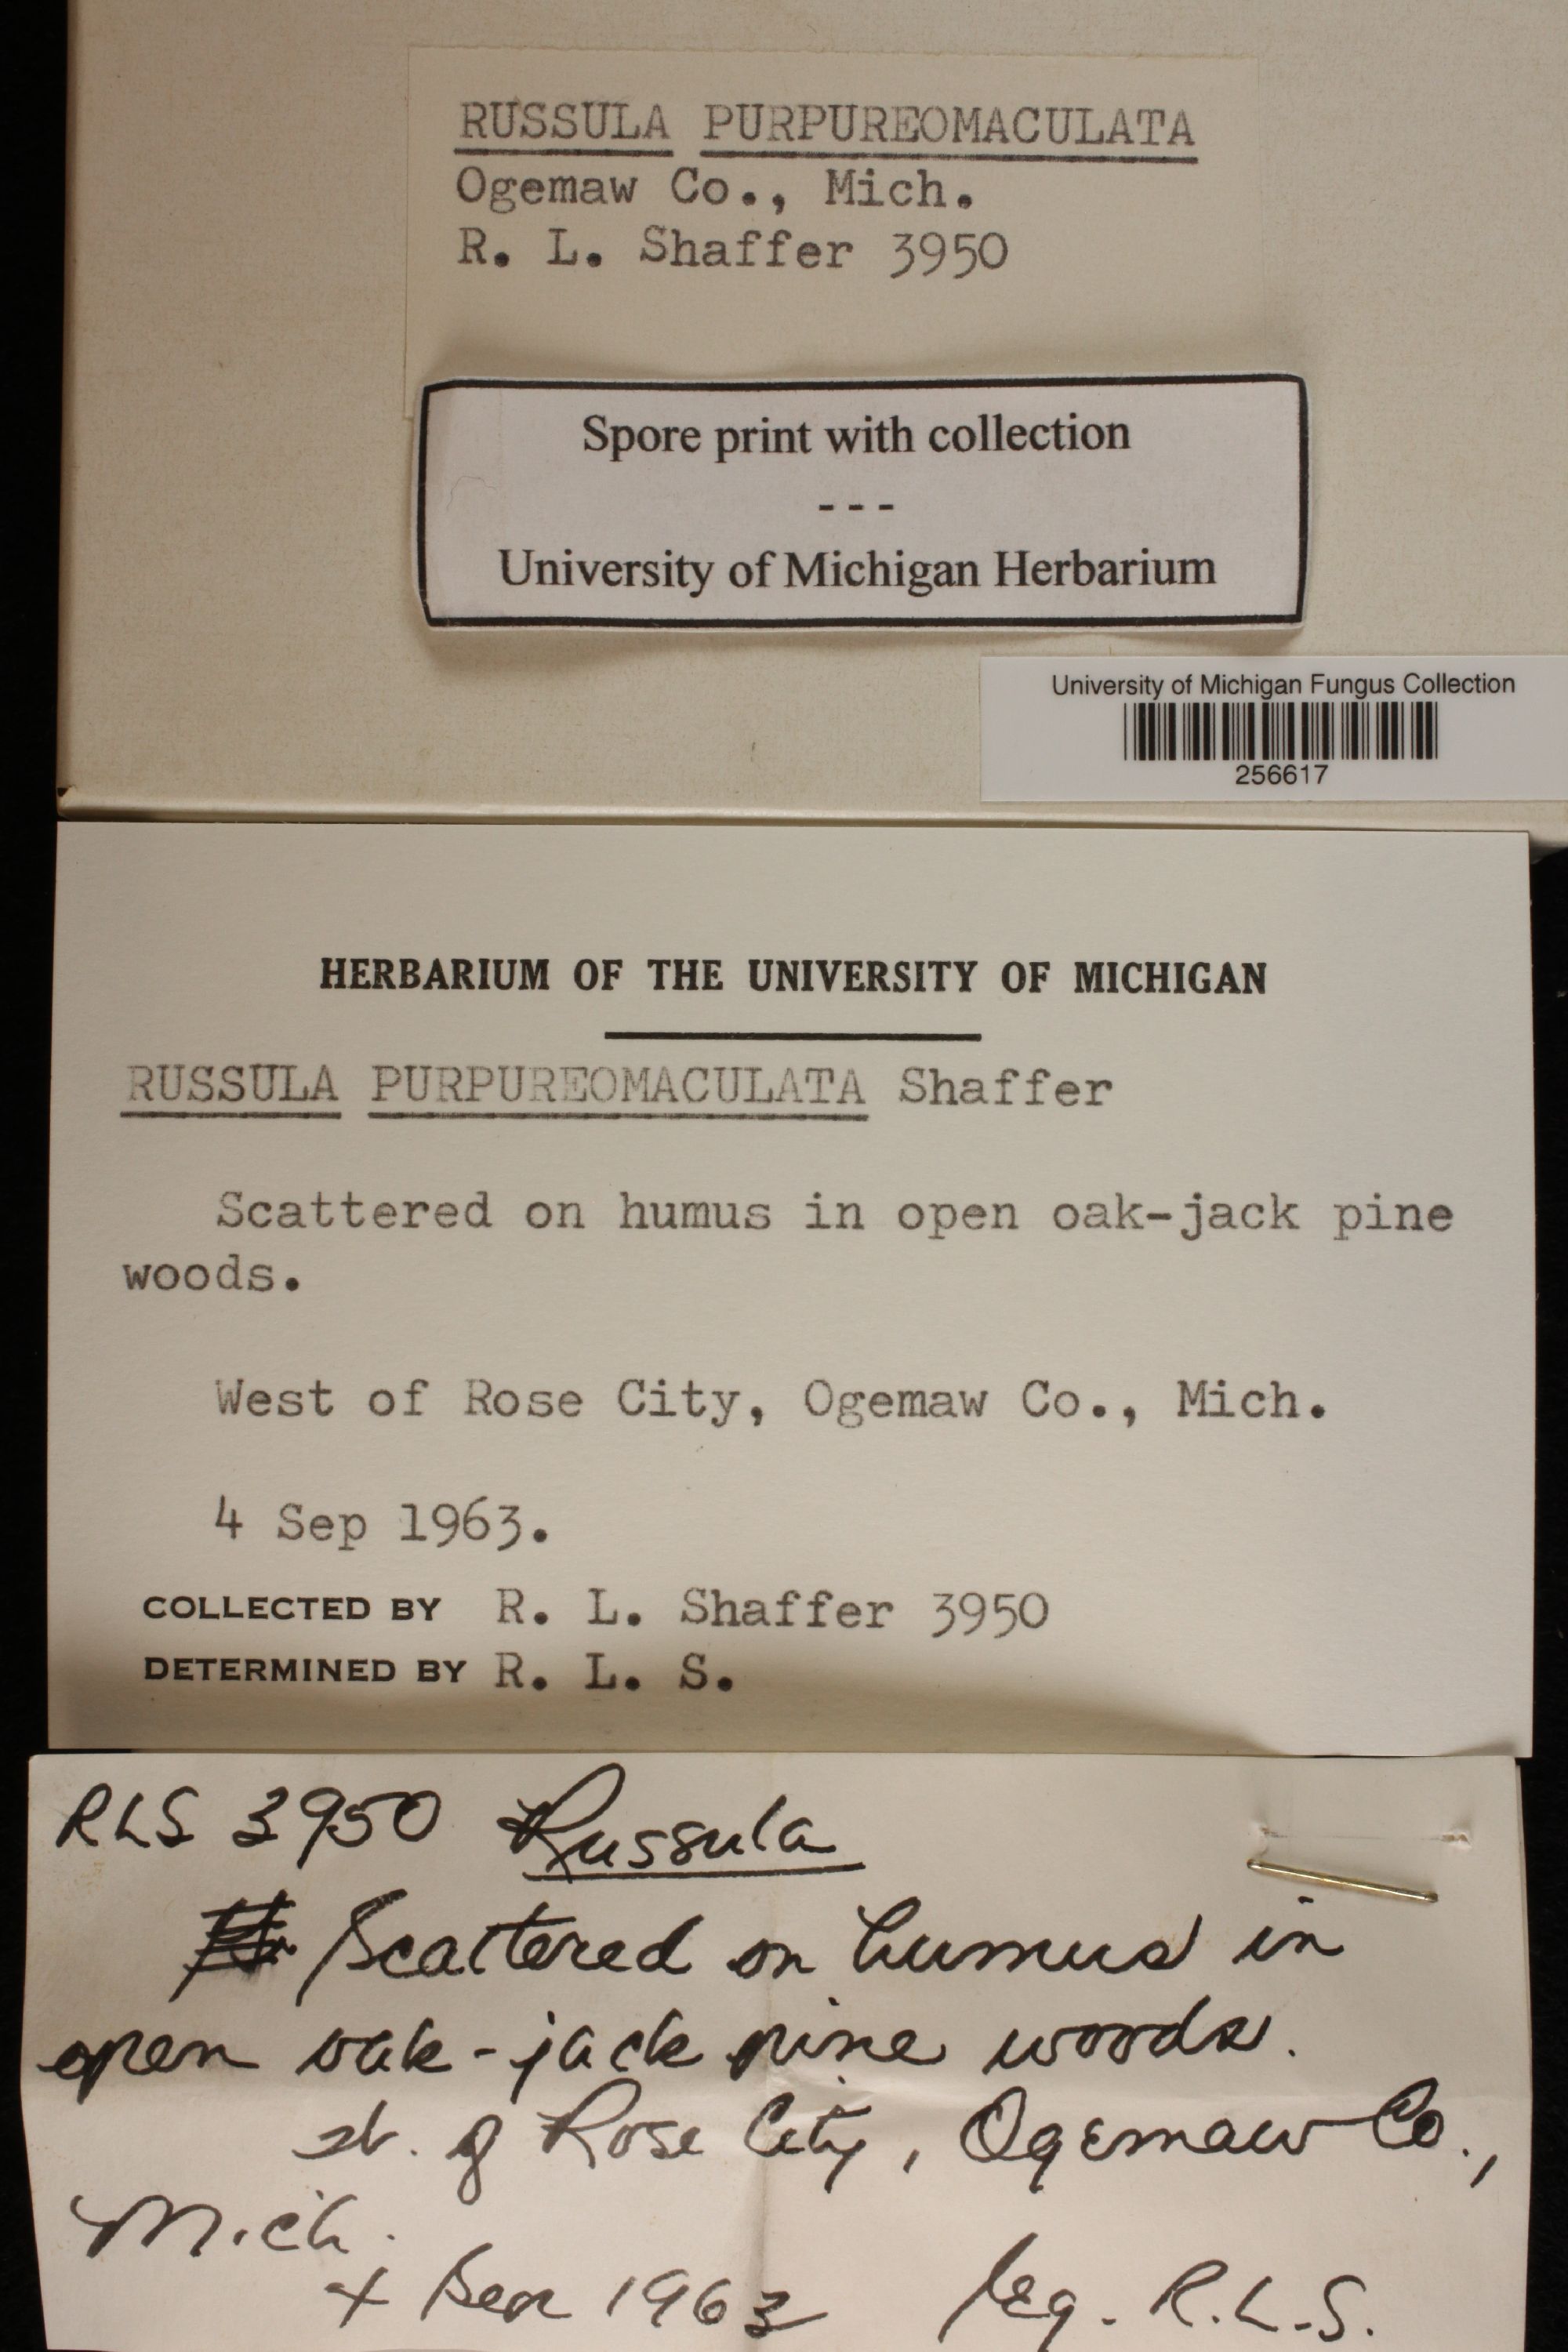 RUSSULA PURPUREOMACULATA
Ogemaw Co., Mich.
R. L. Shaffer 3950
Spore print with collection
---
University of Michigan Herbarium
University of Michigan Fungus Collection
256617
HERBARIUM OF THE UNIVERSITY OF MICHIGAN
RUSSULA PURPUREOMACULATA Shaffer
Scattered on humus in open oak-jack pine
woods.
West of Rose City, Ogemaw Co., Mich.
4 Sep 1963.
COLLECTED BY R. L. Shaffer 3950
DETERMINED BY R. L. S.
RLS 3950 Russula
Scattered on humus in
open oak-jack pine woods.
of Rose City, Ogemaw Co.,
Mich.
4 Sep 1963 leg. R.L.S.